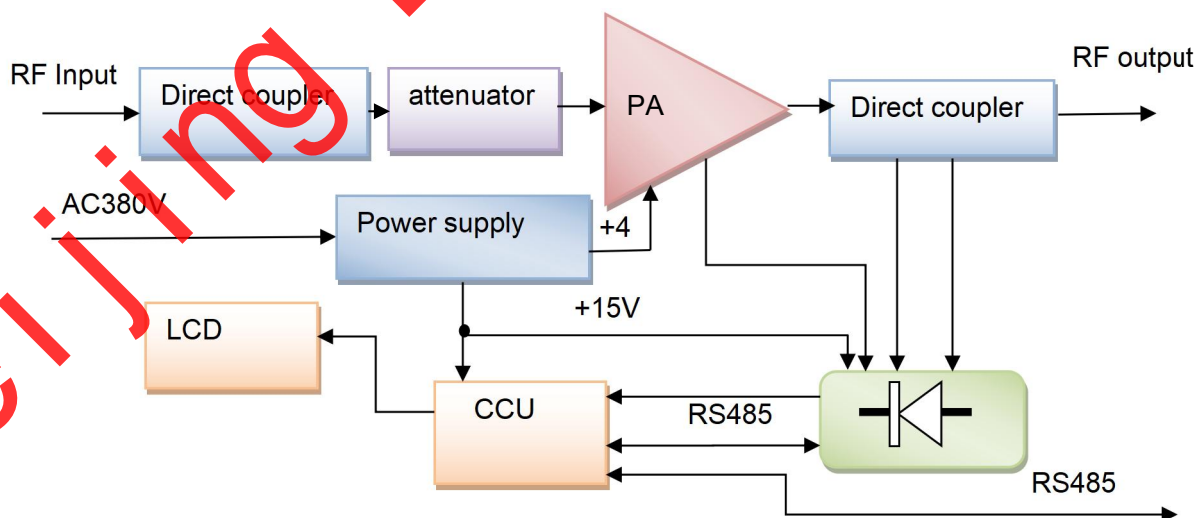 RF Input
Direct coupler
attenuator
PA
Direct coupler
RF output
AC380V
Power supply
+4
+15V
LCD
CCU
RS485
RS485
eijing